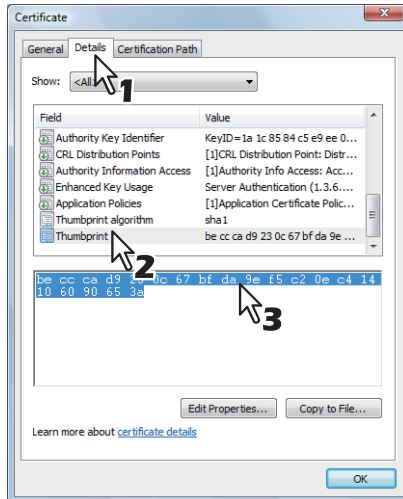 Certificate
General Details Certification Path
Show: <All>
1
Field Value
Authority Key Identifier KeyID=1a 1c 85 84 c5 e9 ee 0...
CRL Distribution Points [1]CRL Distribution Point: Distr...
Authority Information Access [1]Authority Info Access: Acc...
Enhanced Key Usage Server Authentication (1.3.6....
Application Policies [1]Application Certificate Polic...
Thumbprint algorithm sha1
Thumbprint be cc ca d9 23 0c 67 bf da 9e ...
2
be cc ca d9 23 0c 67 bf da 9e f5 c2 0e c4 14
10 60 90 65 3a
3
Edit Properties... Copy to File...
Learn more about certificate details
OK